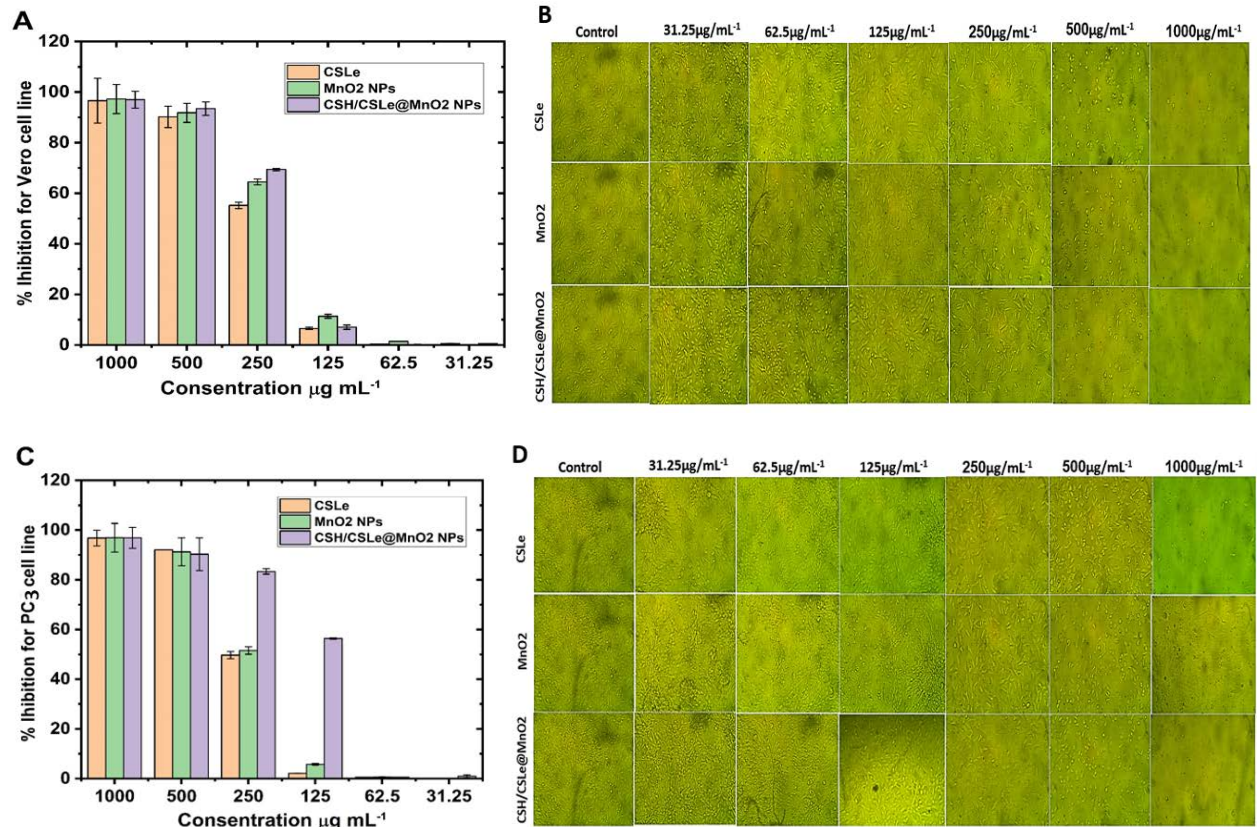 A
% Ihibition for Vero cell line
120
100
80
60
40
20
0
CSLe
MnO2 NPs
CSH/CSLe@MnO2 NPs
1000 500 250 125 62.5 31.25
Consentration µg mL-1
B
Control 31.25µg/mL-1 62.5µg/mL-1 125µg/mL-1 250µg/mL-1 500µg/mL-1 1000µg/mL-1
CSLe
MnO2
CSH/CSLe@MnO2
C
% Ihibition for PC3 cell line
120
100
80
60
40
20
0
CSLe
MnO2 NPs
CSH/CSLe@MnO2 NPs
1000 500 250 125 62.5 31.25
Consentration µg mL-1
D
Control 31.25µg/mL-1 62.5µg/mL-1 125µg/mL-1 250µg/mL-1 500µg/mL-1 1000µg/mL-1
CSLe
MnO2
CSH/CSLe@MnO2